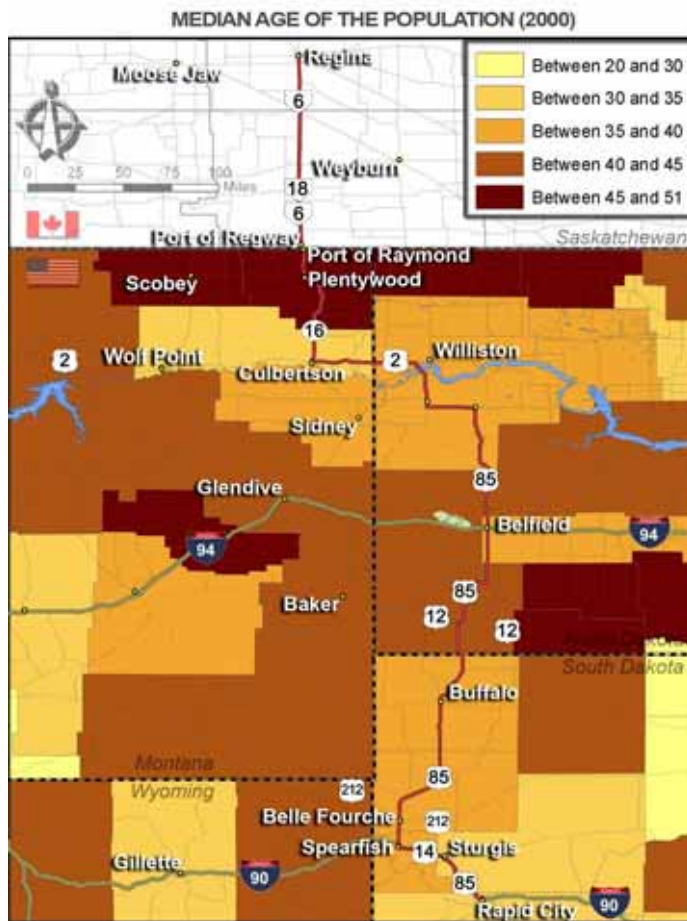 MEDIAN AGE OF THE POPULATION (2000)
Regina
Moose Jaw
Between 20 and 30
Between 30 and 35
Between 35 and 40
Between 40 and 45
Between 45 and 51
6
Weyburn
0 25 50 100
Miles
18
6
Port of Regway
Saskatchewan
Port of Raymond
Scobey
Plentywood
16
2
Wolf Point
Culbertson
2
Williston
Sidney
85
Glendive
94
Belfield
94
Baker
85
12
12
North Dakota
South Dakota
Buffalo
Montana
Wyoming
85
212
Belle Fourche
212
Spearfish
14
Sturgis
Gillette
90
85
90
Rapid City